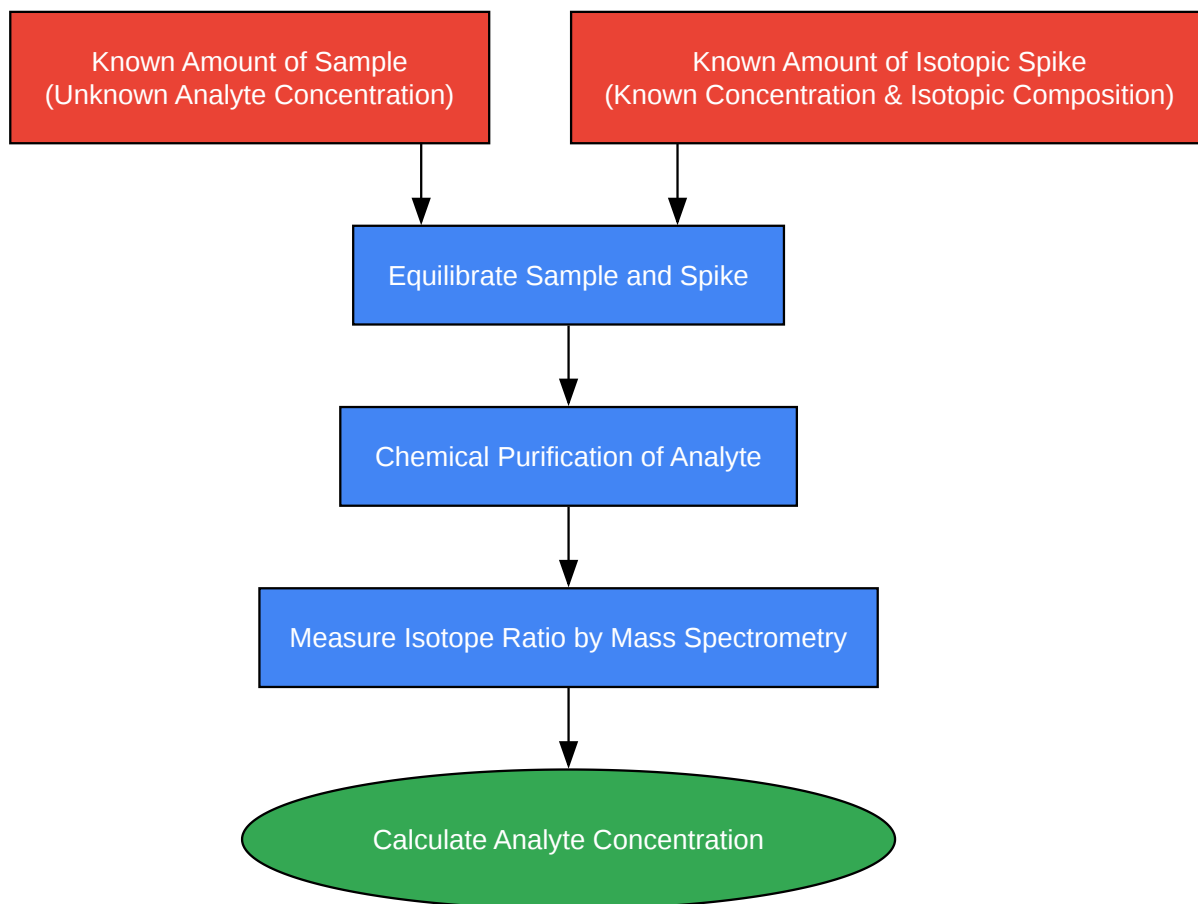 Known Amount of Sample
(Unknown Analyte Concentration)
Known Amount of Isotopic Spike
(Known Concentration & Isotopic Composition)
Equilibrate Sample and Spike
Chemical Purification of Analyte
Measure Isotope Ratio by Mass Spectrometry
Calculate Analyte Concentration